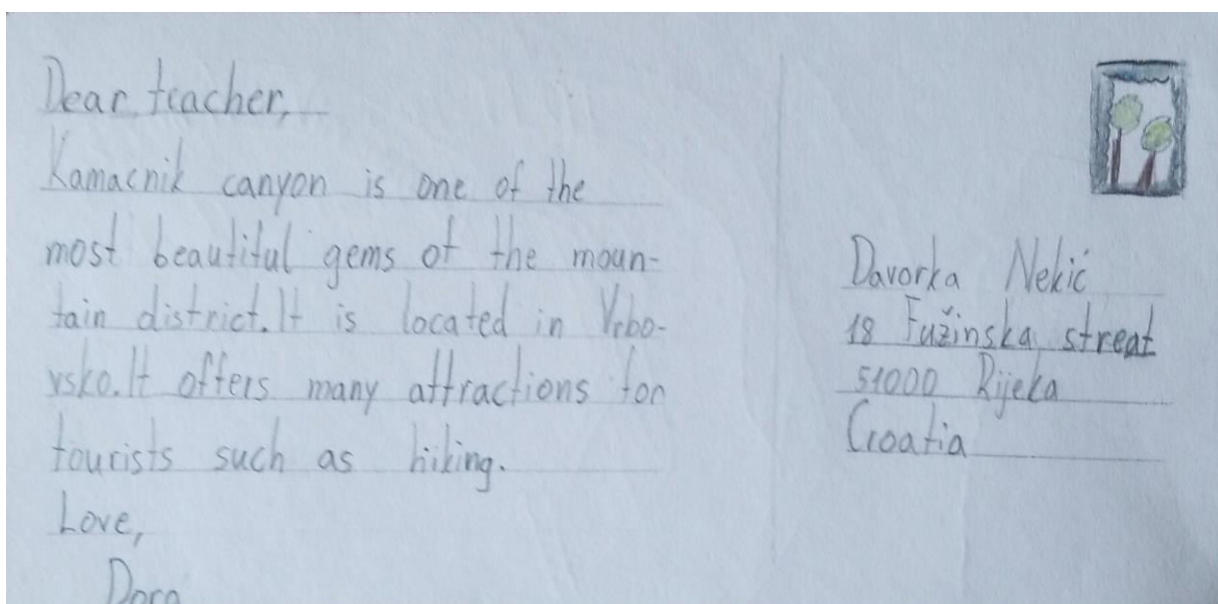 Dear teacher,
Kamacnik canyon is one of the
most beautiful gems of the moun-
tain district. It is located in Vrbo-
vsko. It offers many attractions for
tourists such as hiking.
Love,
Dora
Davorka Nekić
18 Fužinska streat
51000 Rijeka
Croatia